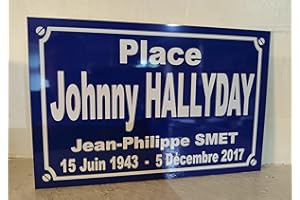 Place
Johnny HALLYDAY
Jean-Philippe SMET
15 Juin 1943 - 5 Décembre 2017